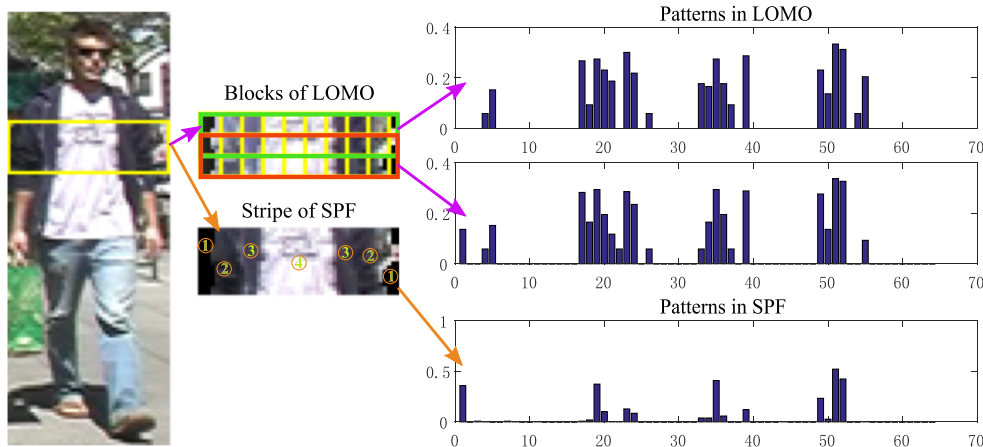 Patterns in LOMO
0.4
0.2
0
0 10 20 30 40 50 60 70
Blocks of LOMO
0.4
0.2
0
0 10 20 30 40 50 60 70
Stripe of SPF
① ② ③ ④ ③ ② ①
Patterns in SPF
1
0.5
0
0 10 20 30 40 50 60 70